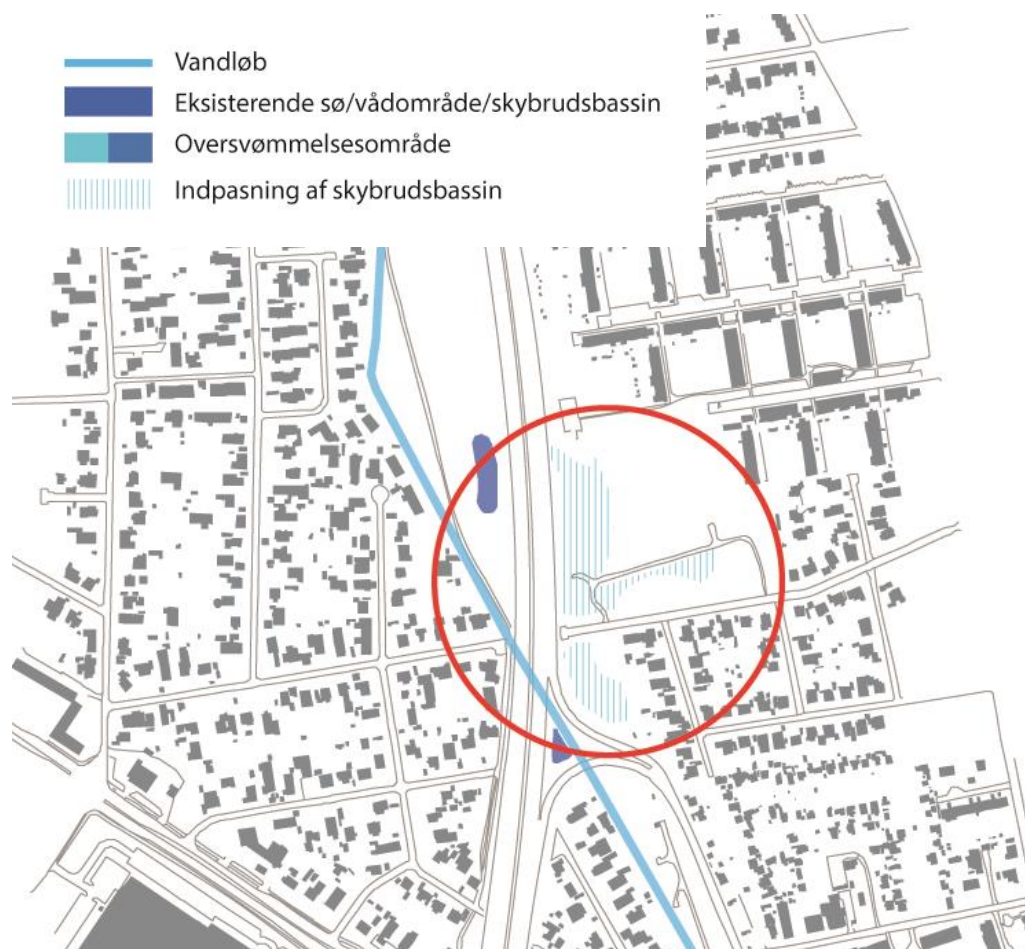 Vandløb
Eksisterende sø/vådområde/skybrudsbassin
Oversvømmelsesområde
Indpasning af skybrudsbassin